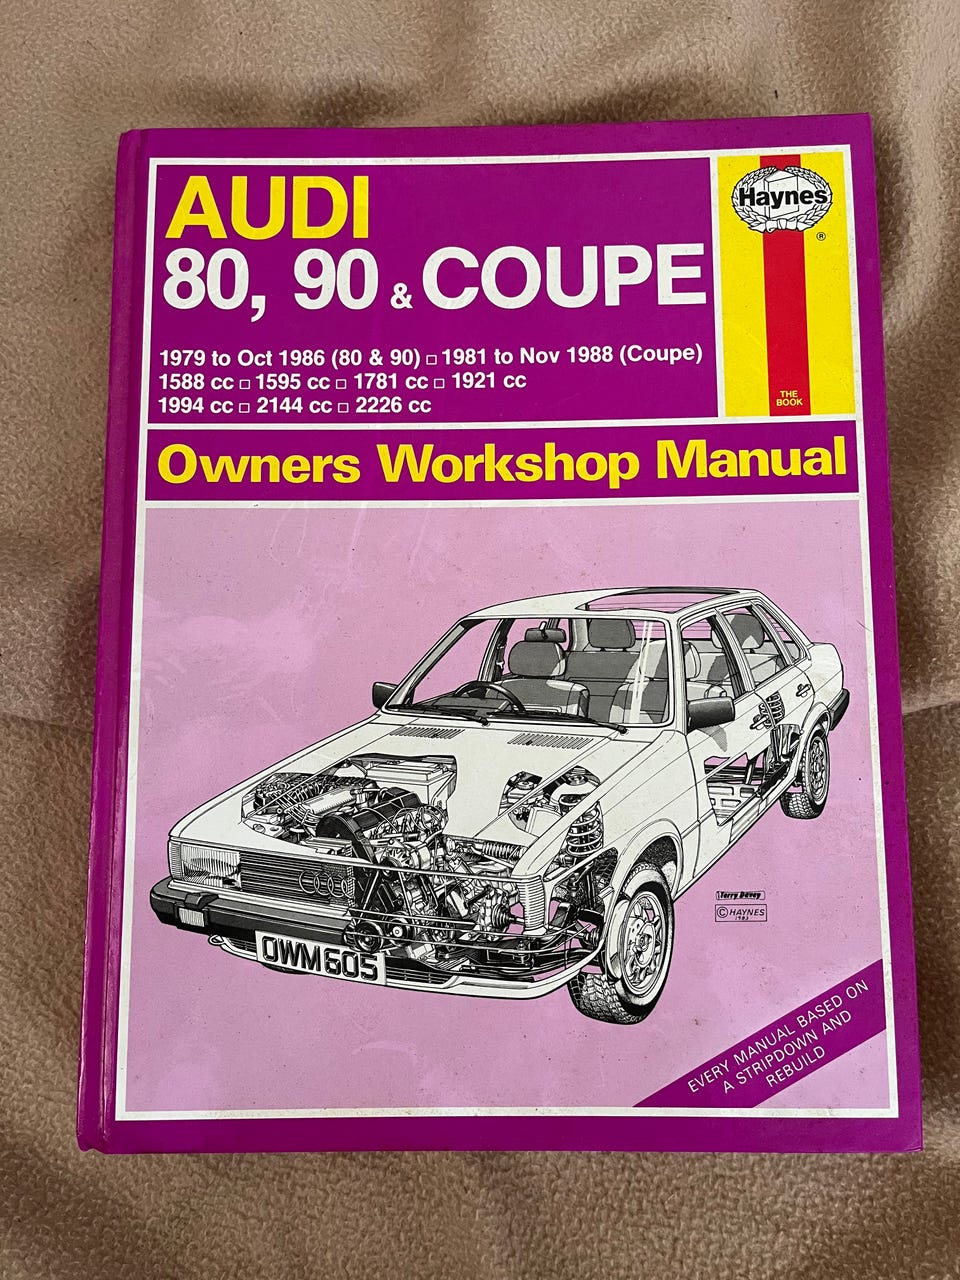 AUDI
80, 90 & COUPE
Haynes
®
1979 to Oct 1986 (80 & 90) □ 1981 to Nov 1988 (Coupe)
1588 cc □ 1595 cc □ 1781 cc □ 1921 cc
1994 cc □ 2144 cc □ 2226 cc
THE
BOOK
Owners Workshop Manual
Terry Davey
© HAYNES
1983
OWM605
EVERY MANUAL BASED ON
A STRIPDOWN AND
REBUILD